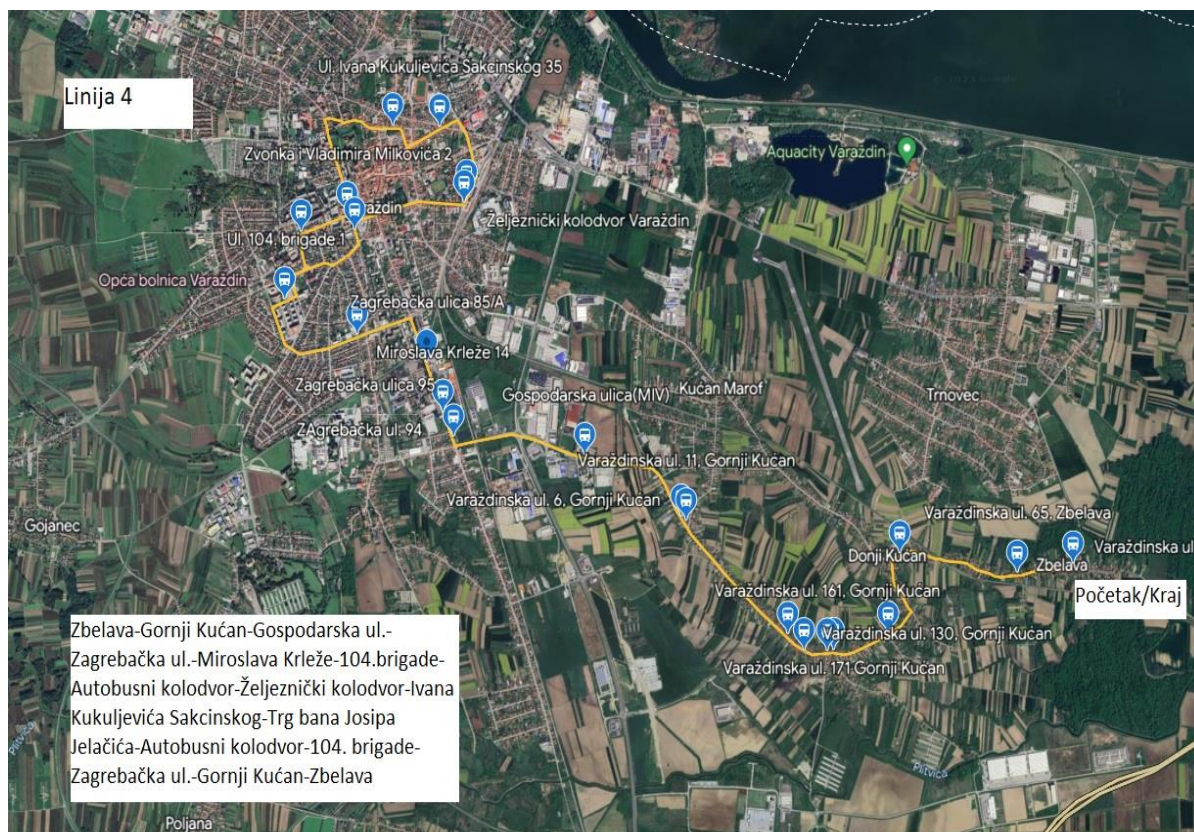 Linija 4
Ul. Ivana Kukuljevića Sakcinskog 35
Zvonka i Vladimira Milkovića 2
Aquacity Varaždin
Željeznički kolodvor Varaždin
Ul. 104. brigade 1
Opća bolnica Varaždin
Zagrebačka ulica 85/A
Miroslava Krleže 14
Zagrebačka ulica 95
Gospodarska ulica(MIV)
Kućan Marof
Trnovec
ZAgrebačka ul. 94
Varaždinska ul. 11, Gornji Kućan
Varaždinska ul. 6, Gornji Kućan
Gojanec
Varaždinska ul. 65, Zbelava
Donji Kućan
Varaždinska ul
Zbelava
Početak/Kraj
Varaždinska ul. 161, Gornji Kućan
Varaždinska ul. 130, Gornji Kućan
Varaždinska ul. 171 Gornji Kućan
Zbelava-Gornji Kućan-Gospodarska ul.-
Zagrebačka ul.-Miroslava Krleže-104.brigade-
Autobusni kolodvor-Željeznički kolodvor-Ivana
Kukuljevića Sakcinskog-Trg bana Josipa
Jelačića-Autobusni kolodvor-104. brigade-
Zagrebačka ul.-Gornji Kućan-Zbelava
Plitvica
Plitvica
Poljana